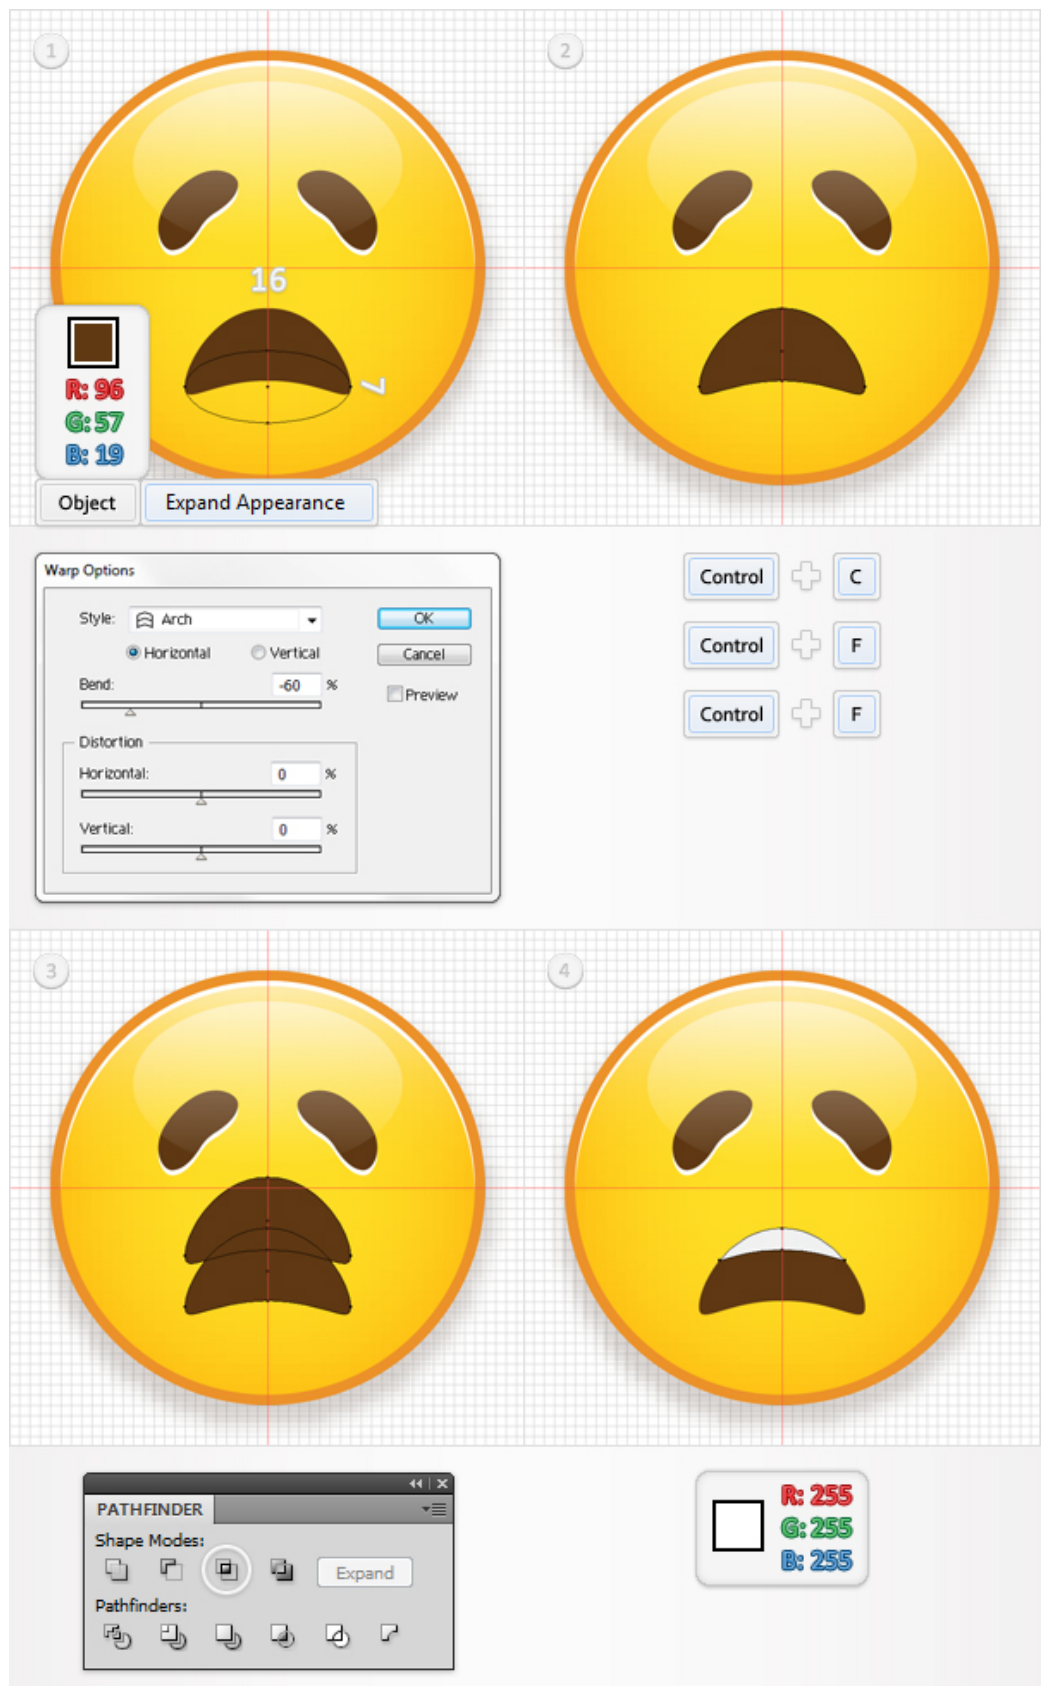 1
2
16
7
R: 96
G: 57
B: 19
Object
Expand Appearance
Warp Options
Style: Arch
Horizontal Vertical
Bend: -60 %
OK
Cancel
Preview
Distortion
Horizontal: 0 %
Vertical: 0 %
Control C
Control F
Control F
3
4
PATHFINDER
Shape Modes:
Expand
Pathfinders:
R: 255
G: 255
B: 255